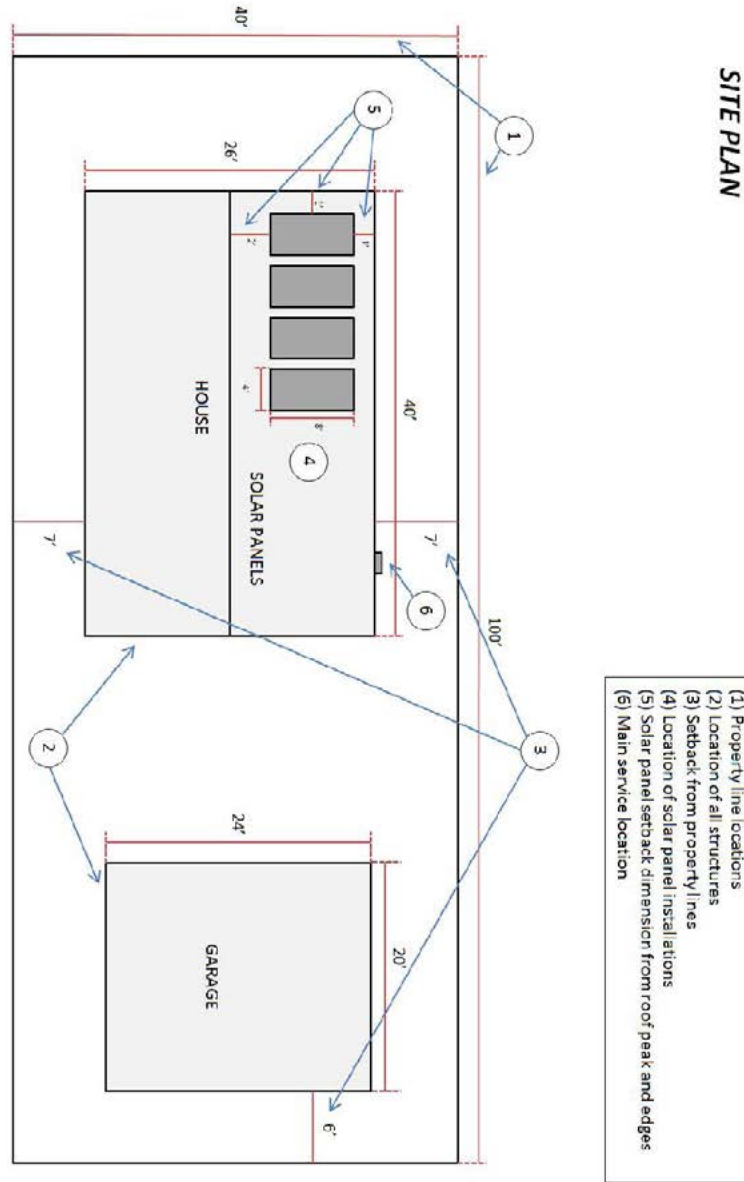 SITE PLAN
(1) Property line locations
(2) Location of all structures
(3) Setback from property lines
(4) Location of solar panel installations
(5) Solar panel setback dimension from roof peak and edges
(6) Main service location
3
1
100'
7'
6
40'
20'
5
1'
1'
8'
4
6'
SOLAR PANELS
2'
4'
40'
26'
24'
GARAGE
HOUSE
7'
2